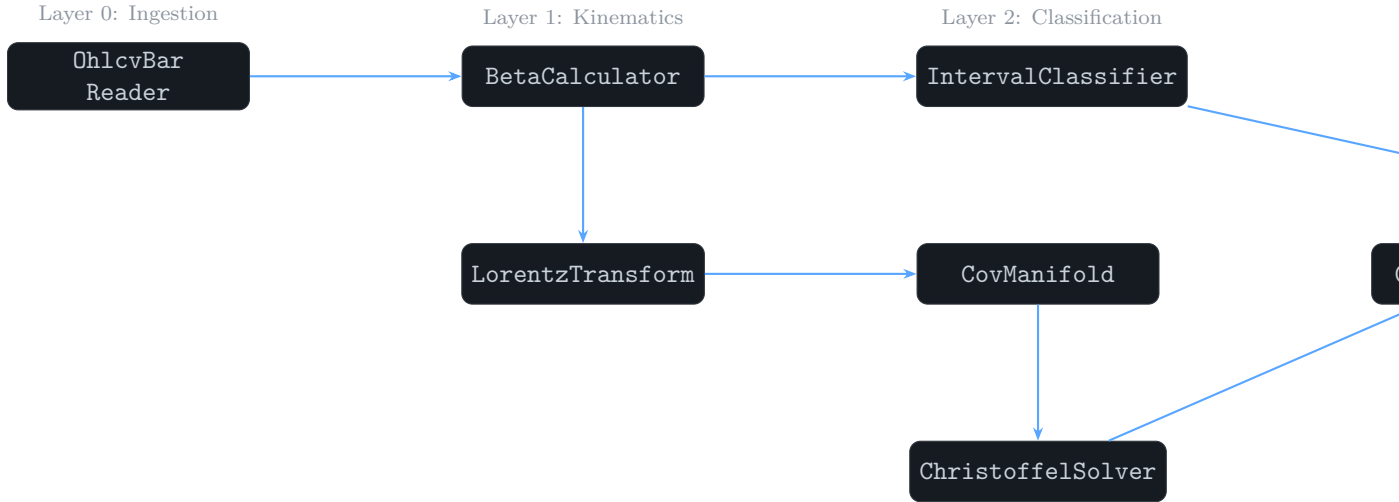 Layer 0: Ingestion
Layer 1: Kinematics
Layer 2: Classification
OhlcvBar
Reader
BetaCalculator
IntervalClassifier
LorentzTransform
CovManifold
ChristoffelSolver